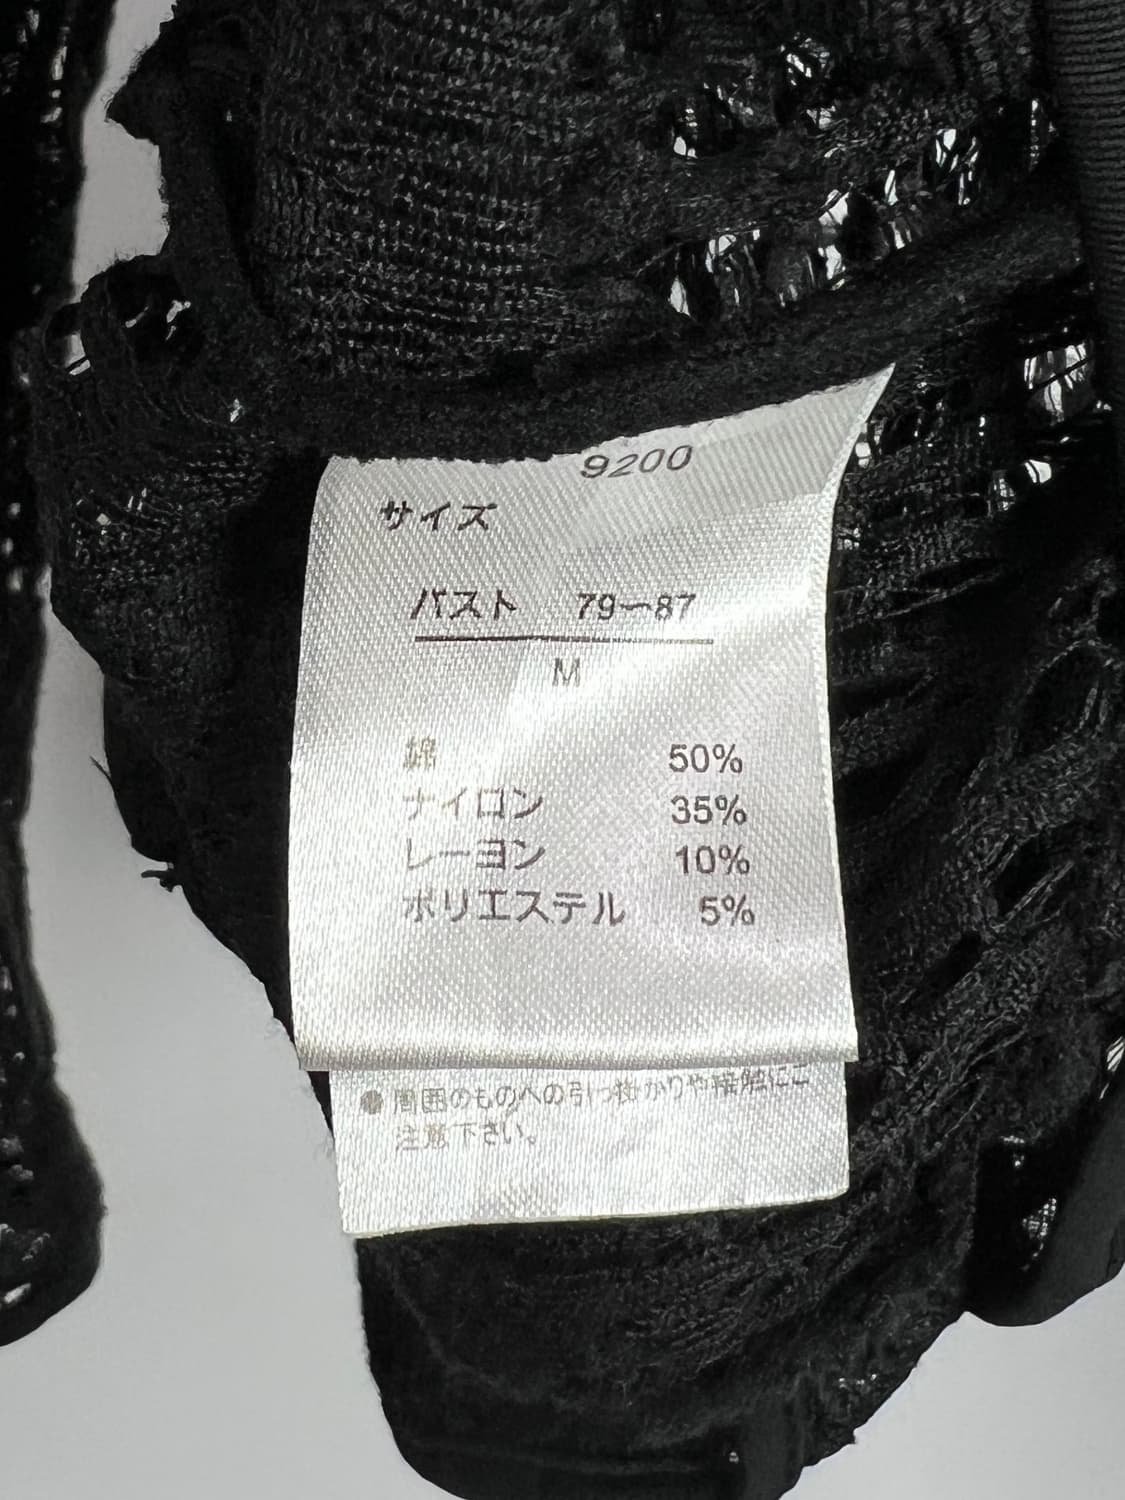 9200
サイズ
バスト 79〜87
M
綿 50%
ナイロン 35%
レーヨン 10%
ポリエステル 5%
●周囲のものへの引っ掛かりや接触にご
注意下さい。